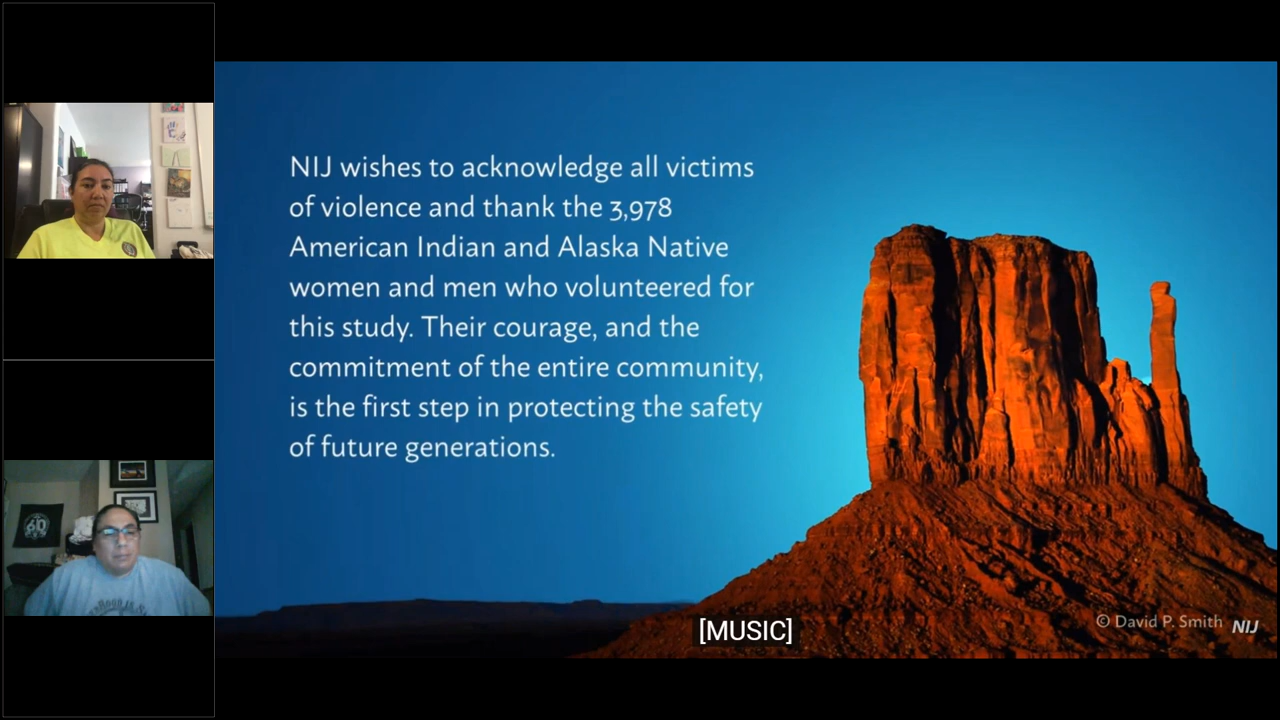 NIJ wishes to acknowledge all victims
of violence and thank the 3,978
American Indian and Alaska Native
women and men who volunteered for
this study. Their courage, and the
commitment of the entire community,
is the first step in protecting the safety
of future generations.
[MUSIC]
© David P. Smith NIJ
60